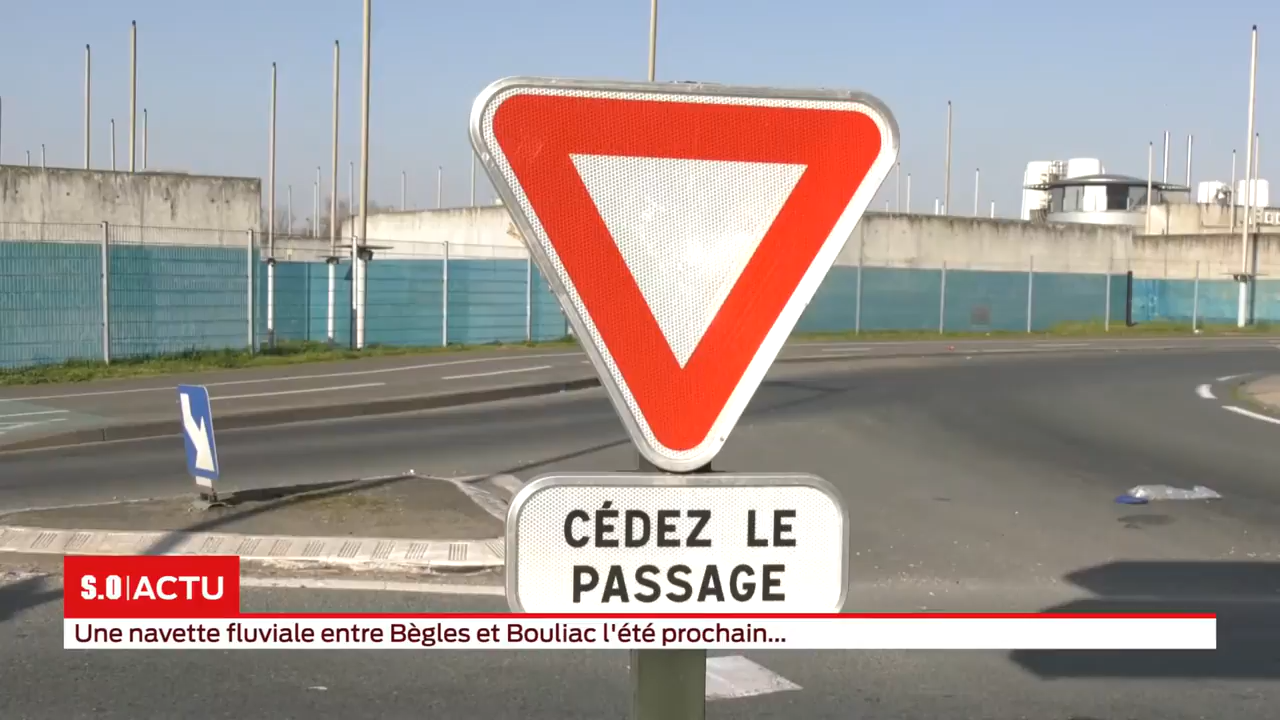 CÉDEZ LE
PASSAGE
S.O|ACTU
Une navette fluviale entre Bègles et Bouliac l'été prochain...